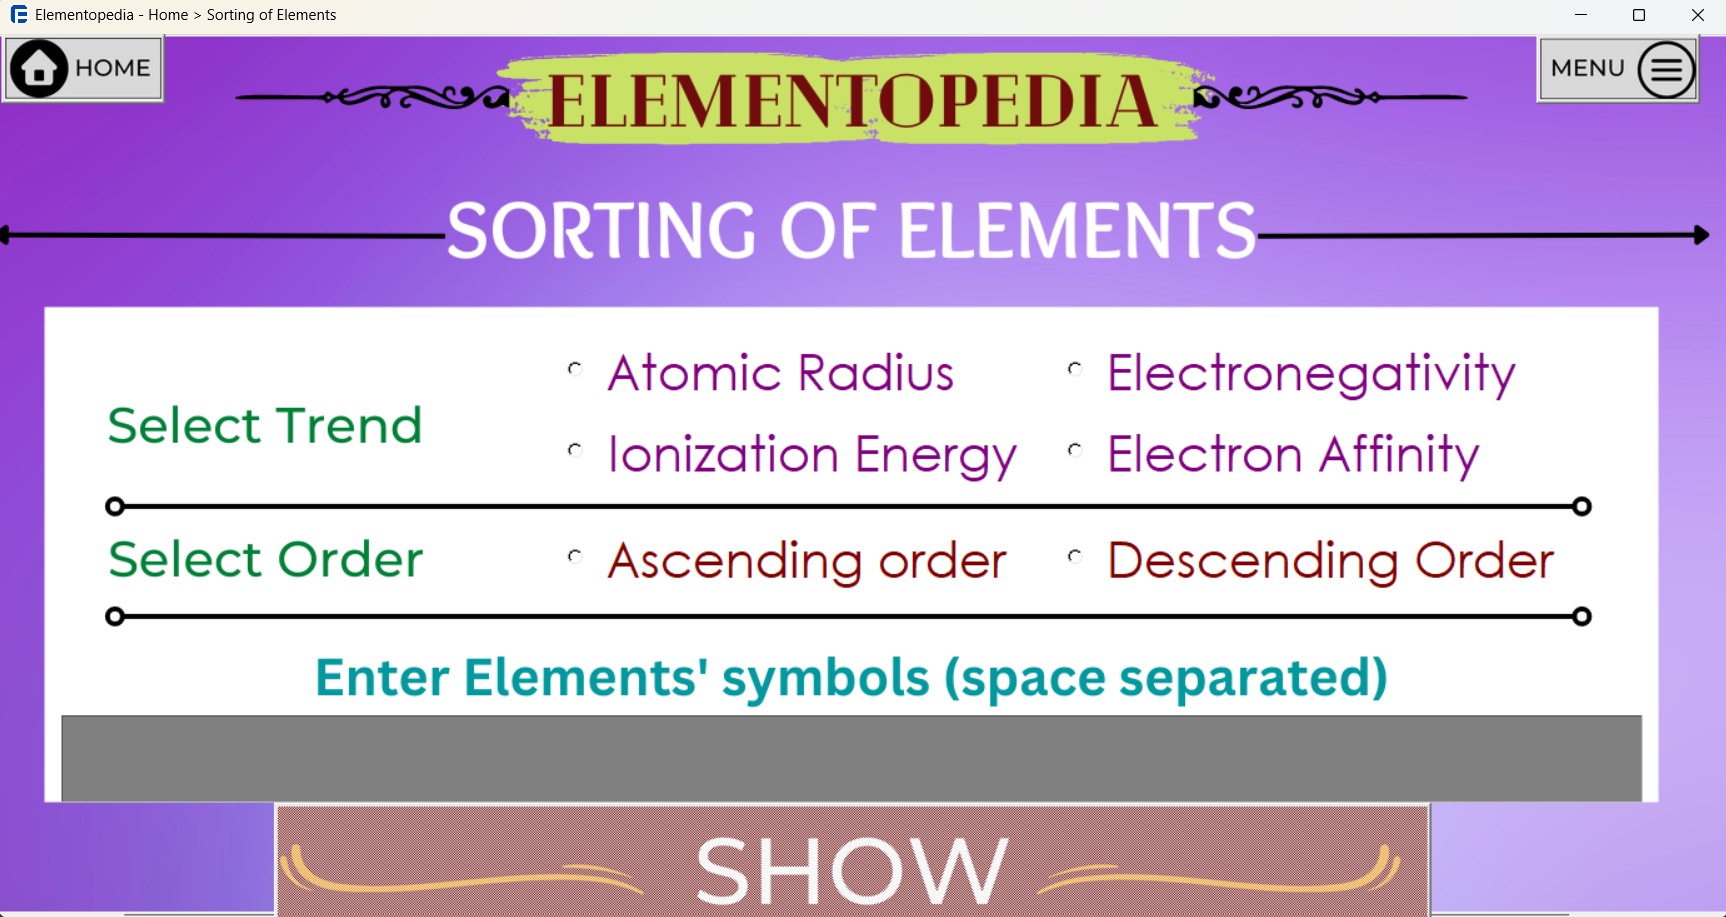 Elementopedia - Home > Sorting of Elements
HOME
ELEMENTOPEDIA
MENU
SORTING OF ELEMENTS
Select Trend
Atomic Radius
Electronegativity
Ionization Energy
Electron Affinity
Select Order
Ascending order
Descending Order
Enter Elements' symbols (space separated)
SHOW